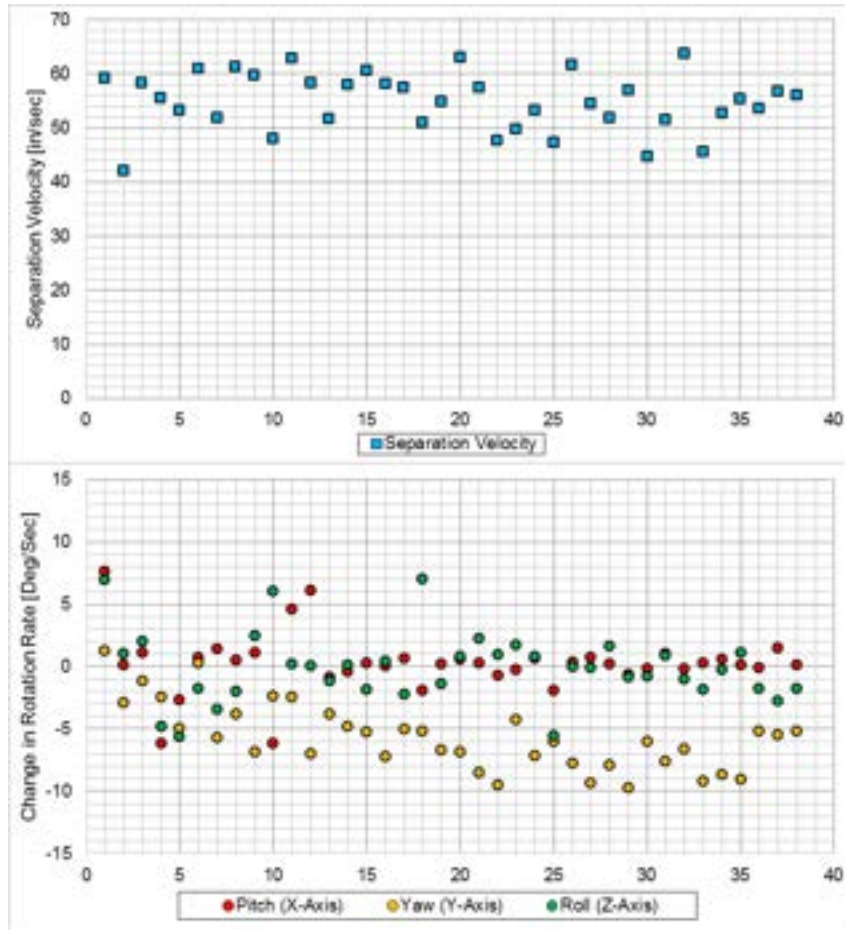 70
60
50
40
30
20
10
0
Separation Velocity [in/sec]
0 5 10 15 20 25 30 35 40
Separation Velocity
15
10
5
0
-5
-10
-15
Change in Rotation Rate [Deg/Sec]
0 5 10 15 20 25 30 35 40
Pitch (X-Axis) Yaw (Y-Axis) Roll (Z-Axis)